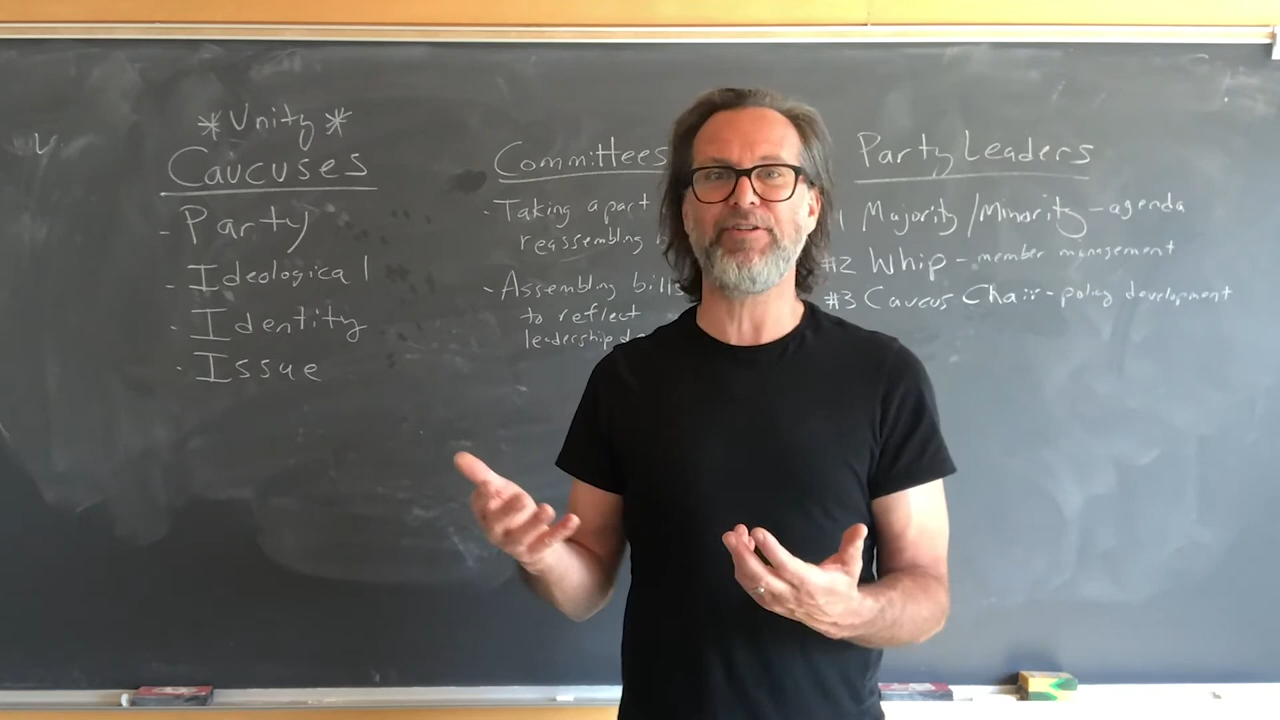 *Unity*
Caucuses
- Party
- Ideological
- Identity
- Issue
Committees
- Taking apart
reassembling
- Assembling bills
to reflect
leadership
Party Leaders
1 Majority/Minority - agenda
#2 Whip - member management
#3 Caucus Chair - policy development